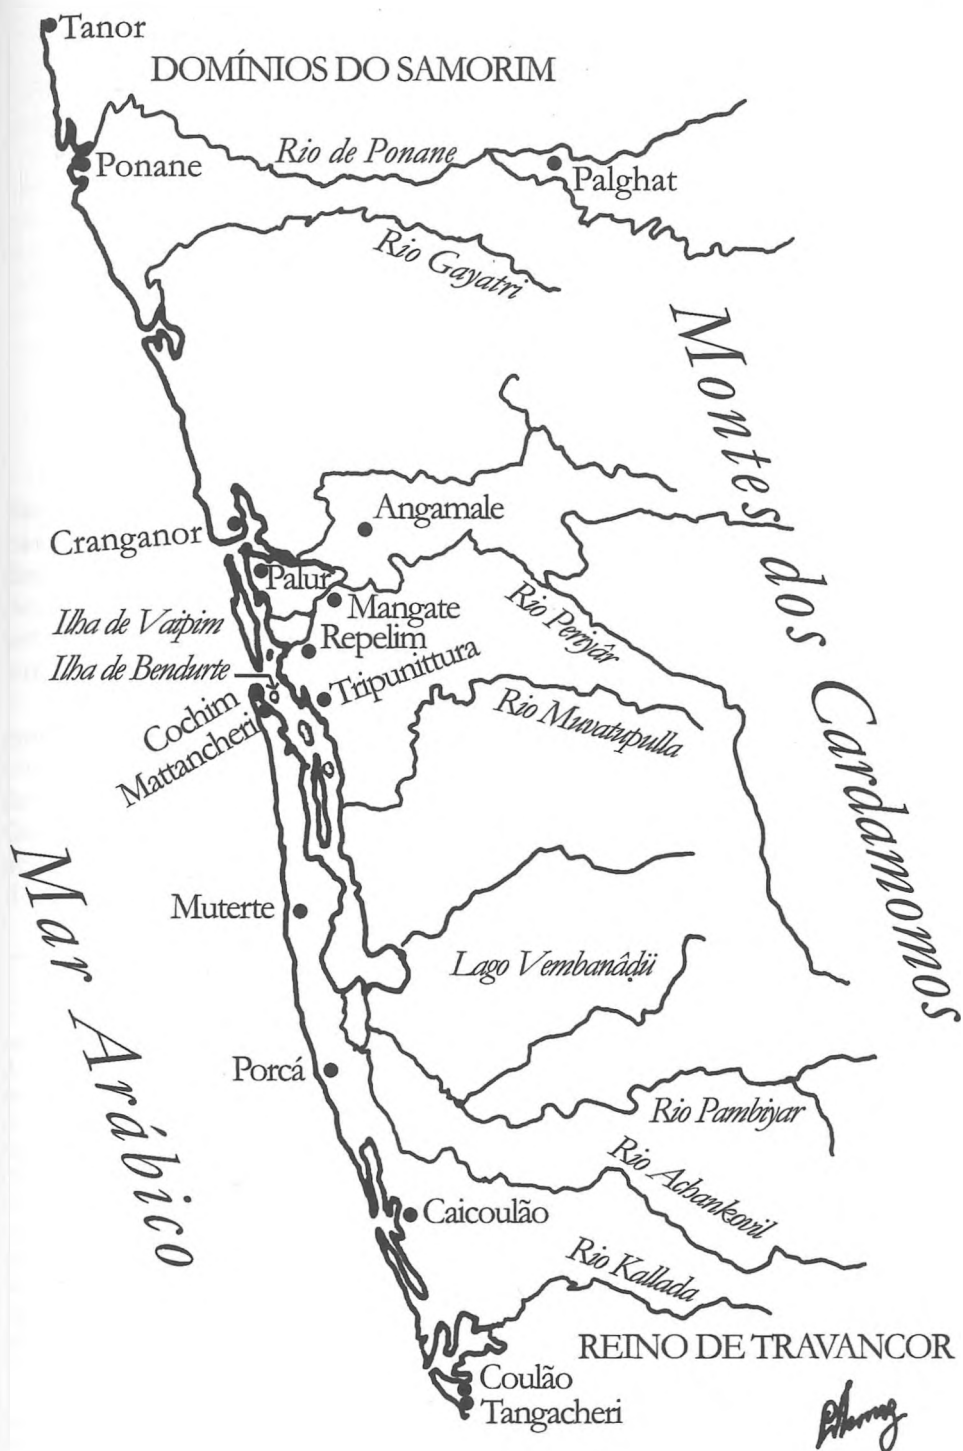 Tanor
DOMÍNIOS DO SAMORIM
Rio de Ponane
Ponane
Palghat
Rio Gayatri
Montes dos Cardamomos
Angamale
Cranganor
Palur
Mangate
Rio Periyâr
Ilha de Vaipim
Repelim
Ilha de Bendurte
Tripunittura
Cochim
Rio Muvatupulla
Mattancheri
Mar Arábico
Muterte
Lago Vembanâḍü
Porcá
Rio Pambiyar
Rio Achankovil
Caicoulão
Rio Kallada
REINO DE TRAVANCOR
Coulão
Tangacheri